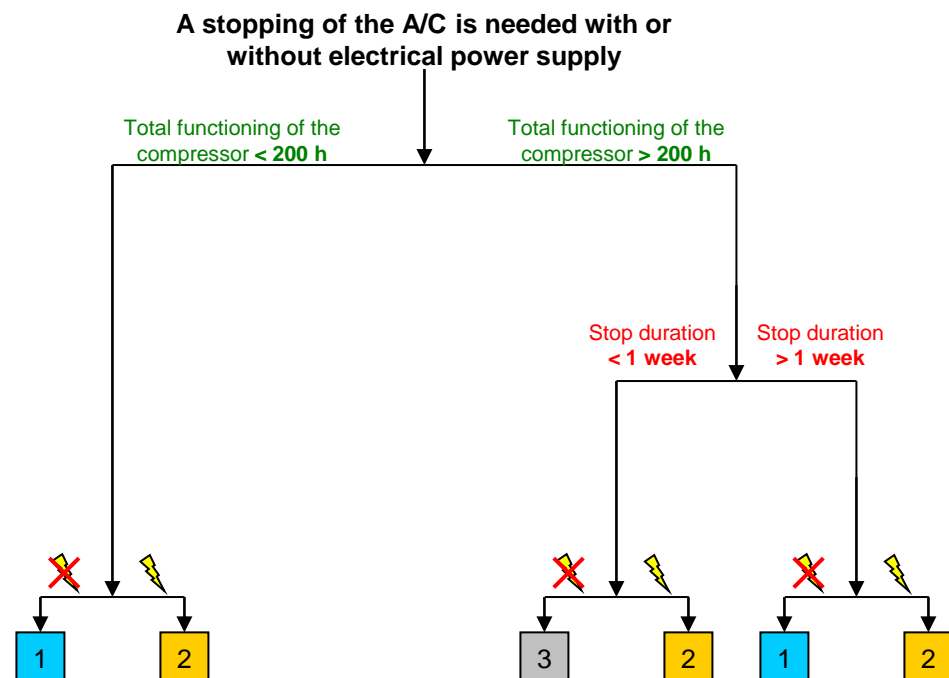 A stopping of the A/C is needed with or
without electrical power supply
Total functioning of the
compressor < 200 h
Total functioning of the
compressor > 200 h
Stop duration
< 1 week
Stop duration
> 1 week
1
2
3
2
1
2